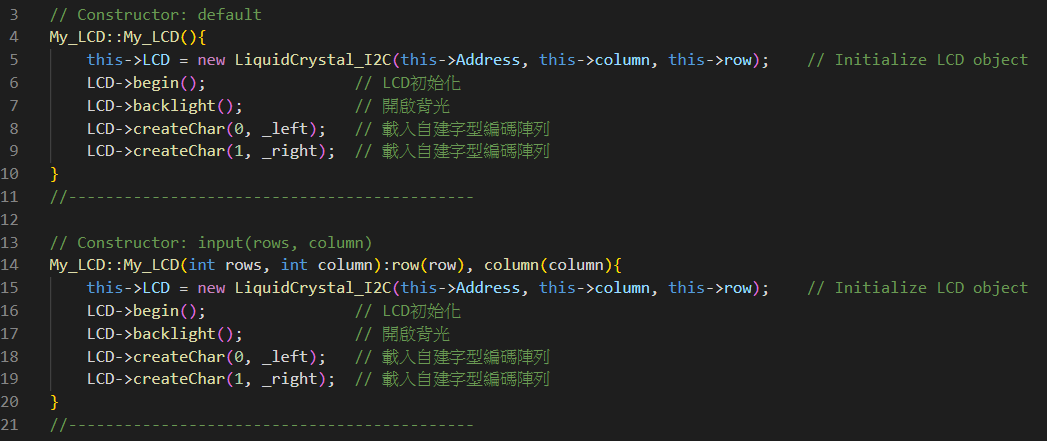 3 // Constructor: default
4 My_LCD::My_LCD(){
5 this->LCD = new LiquidCrystal_I2C(this->Address, this->column, this->row); // Initialize LCD object
6 LCD->begin(); // LCD初始化
7 LCD->backlight(); // 開啟背光
8 LCD->createChar(0, _left); // 載入自建字型編碼陣列
9 LCD->createChar(1, _right); // 載入自建字型編碼陣列
10 }
11 //--------------------------------------------
12
13 // Constructor: input(rows, column)
14 My_LCD::My_LCD(int rows, int column):row(row), column(column){
15 this->LCD = new LiquidCrystal_I2C(this->Address, this->column, this->row); // Initialize LCD object
16 LCD->begin(); // LCD初始化
17 LCD->backlight(); // 開啟背光
18 LCD->createChar(0, _left); // 載入自建字型編碼陣列
19 LCD->createChar(1, _right); // 載入自建字型編碼陣列
20 }
21 //--------------------------------------------